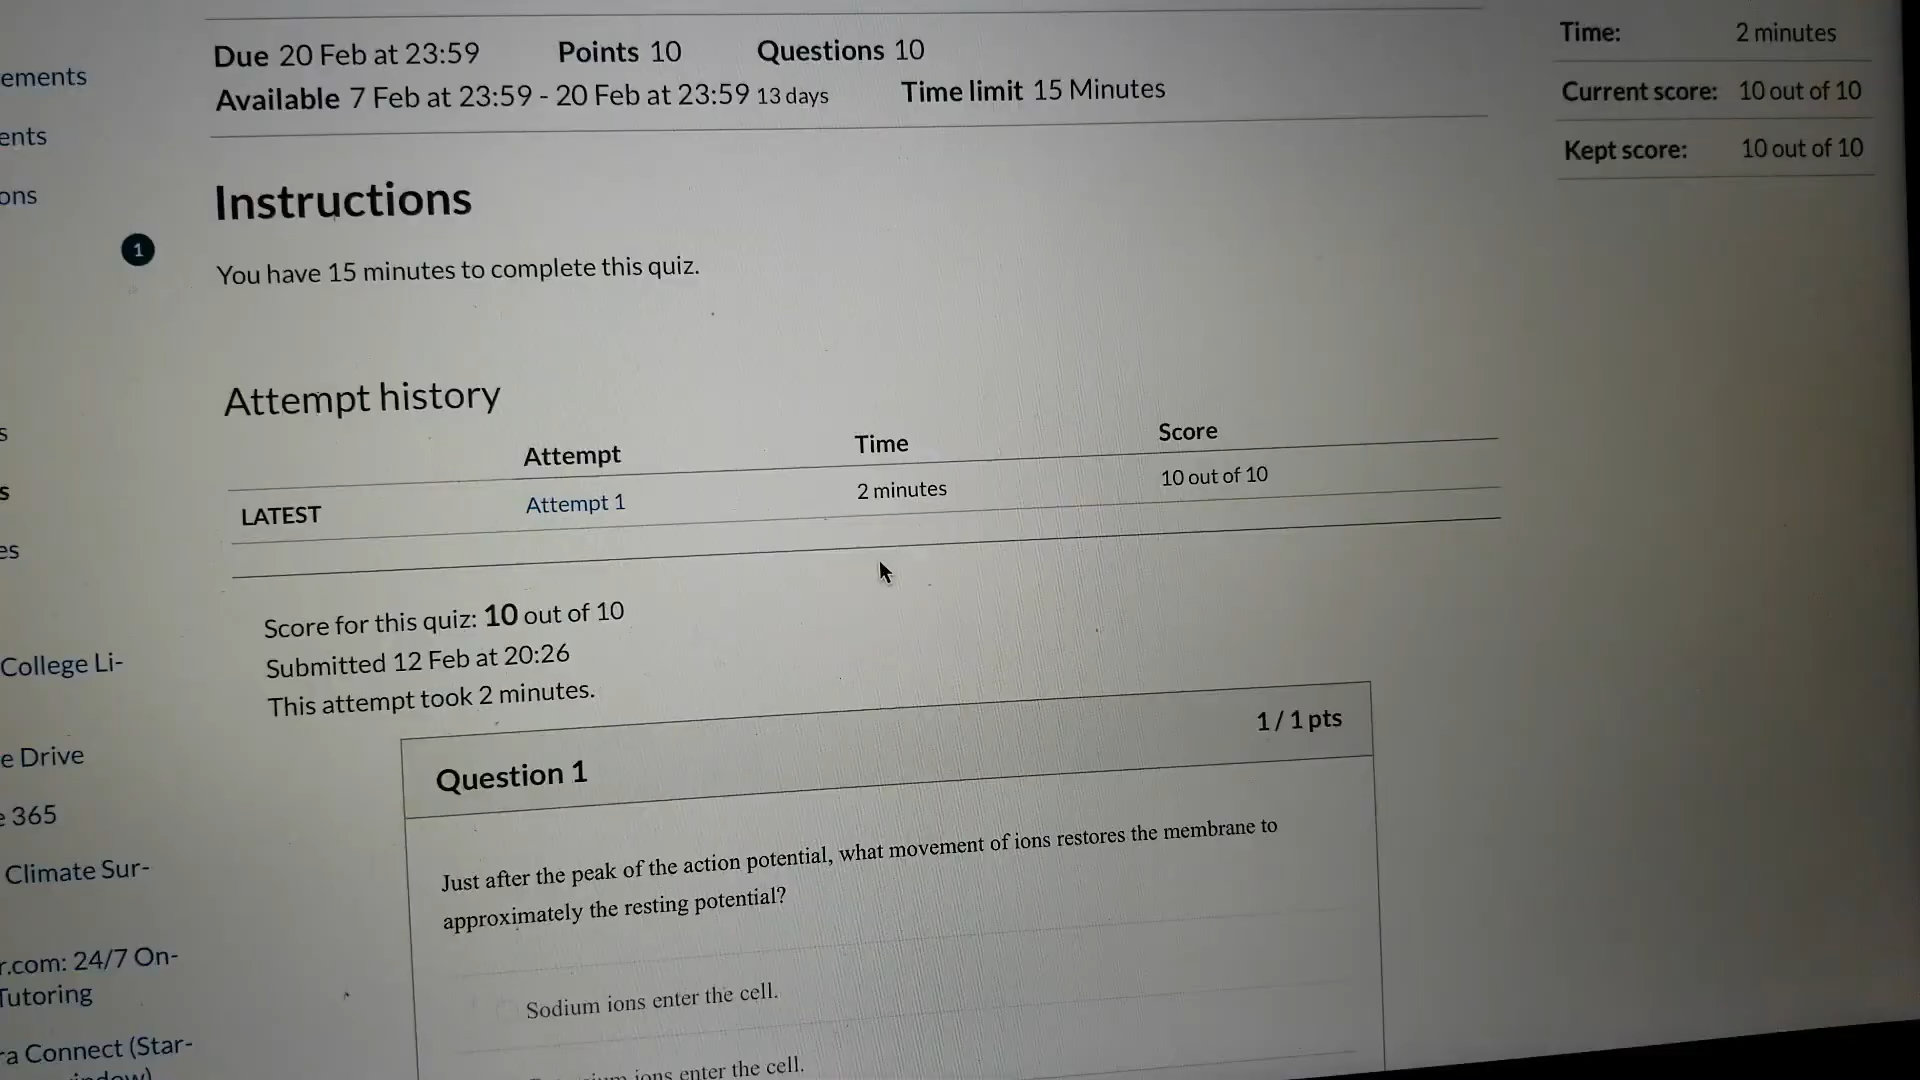 Due 20 Feb at 23:59 Points 10 Questions 10
Available 7 Feb at 23:59 - 20 Feb at 23:59 13 days Time limit 15 Minutes
Instructions
You have 15 minutes to complete this quiz.
Attempt history
Attempt Time Score
LATEST Attempt 1 2 minutes 10 out of 10
Score for this quiz: 10 out of 10
Submitted 12 Feb at 20:26
This attempt took 2 minutes.
Question 1 1 / 1 pts
Just after the peak of the action potential, what movement of ions restores the membrane to
approximately the resting potential?
Sodium ions enter the cell.
ions enter the cell.
Time: 2 minutes
Current score: 10 out of 10
Kept score: 10 out of 10
ements
ents
ons
1
s
s
es
College Li-
e Drive
e 365
Climate Sur-
r.com: 24/7 On-
Tutoring
ra Connect (Star-